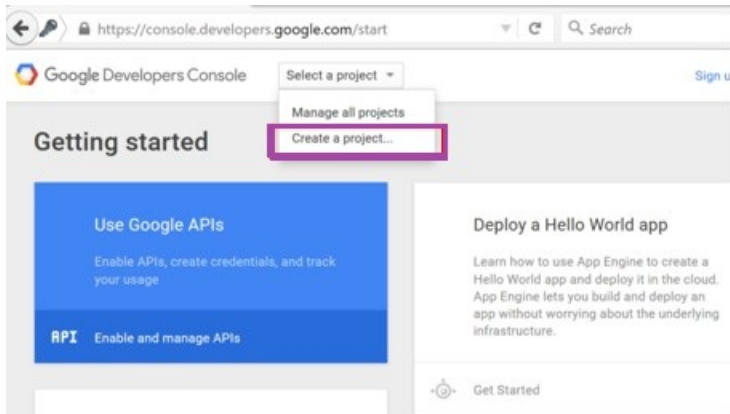 https://console.developers.google.com/start
Search
Google Developers Console
Select a project
Sign u
Manage all projects
Create a project...
Getting started
Use Google APIs
Enable APIs, create credentials, and track
your usage
API Enable and manage APIs
Deploy a Hello World app
Learn how to use App Engine to create a
Hello World app and deploy it in the cloud.
App Engine lets you build and deploy an
app without worrying about the underlying
infrastructure.
Get Started